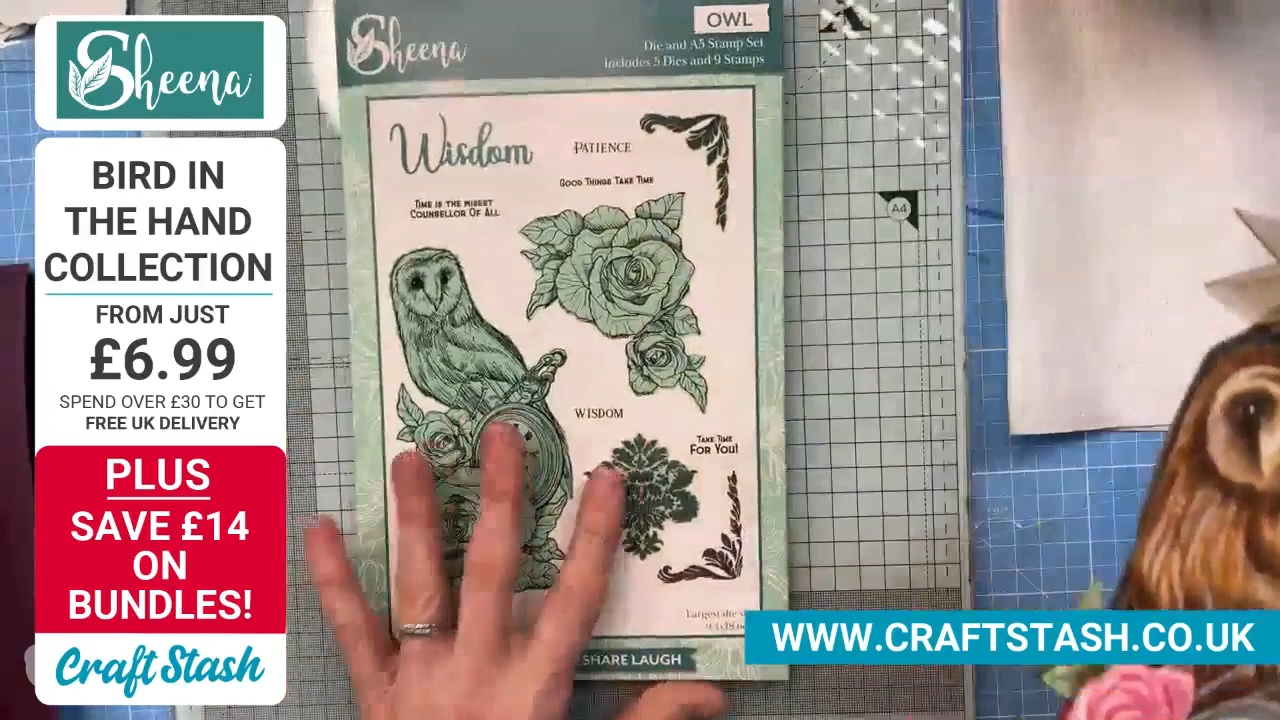 Sheena
BIRD IN
THE HAND
COLLECTION
FROM JUST
£6.99
SPEND OVER £30 TO GET
FREE UK DELIVERY
PLUS
SAVE £14
ON
BUNDLES!
Craft Stash
Sheena
OWL
Die and A5 Stamp Set
Includes 5 Dies and 9 Stamps
Wisdom
PATIENCE
GOOD THINGS TAKE TIME
TIME IS THE WISEST
COUNSELLOR OF ALL
WISDOM
TAKE TIME
FOR YOU!
Largest die
SHARE LAUGH
A4
WWW.CRAFTSTASH.CO.UK